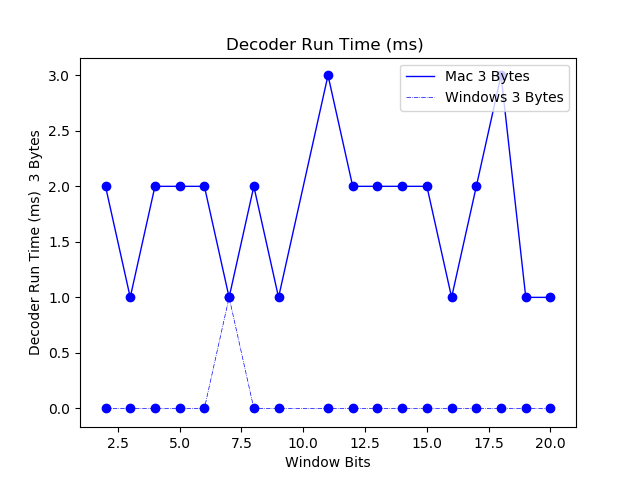 Decoder Run Time (ms)
Mac 3 Bytes
Windows 3 Bytes
Decoder Run Time (ms)  3 Bytes
3.0
2.5
2.0
1.5
1.0
0.5
0.0
2.5 5.0 7.5 10.0 12.5 15.0 17.5 20.0
Window Bits